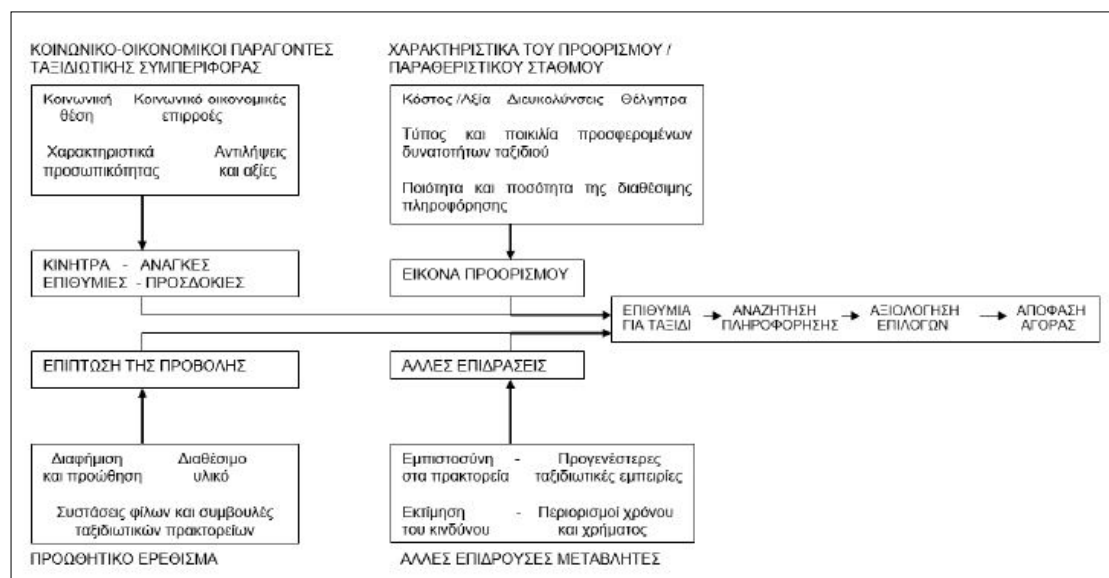 ΚΟΙΝΩΝΙΚΟ-ΟΙΚΟΝΟΜΙΚΟΙ ΠΑΡΑΓΟΝΤΕΣ
ΤΑΞΙΔΙΩΤΙΚΗΣ ΣΥΜΠΕΡΙΦΟΡΑΣ
Κοινωνική Κοινωνικο οικονομικές
θέση επιρροές
Χαρακτηριστικά Αντιλήψεις
προσωπικότητας και αξίες
ΧΑΡΑΚΤΗΡΙΣΤΙΚΑ ΤΟΥ ΠΡΟΟΡΙΣΜΟΥ /
ΠΑΡΑΘΕΡΙΣΤΙΚΟΥ ΣΤΑΘΜΟΥ
Κόστος /Αξία Διευκολύνσεις Θέλγητρα
Τύπος και ποικιλία προσφερομένων
δυνατοτήτων ταξιδιού
Ποιότητα και ποσότητα της διαθέσιμης
πληροφόρησης
ΚΙΝΗΤΡΑ - ΑΝΑΓΚΕΣ
ΕΠΙΘΥΜΙΕΣ - ΠΡΟΣΔΟΚΙΕΣ
ΕΙΚΟΝΑ ΠΡΟΟΡΙΣΜΟΥ
ΕΠΙΘΥΜΙΑ ΑΝΑΖΗΤΗΣΗ ΑΞΙΟΛΟΓΗΣΗ ΑΠΟΦΑΣΗ
ΓΙΑ ΤΑΞΙΔΙ ΠΛΗΡΟΦΟΡΗΣΗΣ ΕΠΙΛΟΓΩΝ ΑΓΟΡΑΣ
ΕΠΙΠΤΩΣΗ ΤΗΣ ΠΡΟΒΟΛΗΣ
ΑΛΛΕΣ ΕΠΙΔΡΑΣΕΙΣ
Διαφήμιση Διαθέσιμο
και προώθηση υλικό
Συστάσεις φίλων και συμβουλές
ταξιδιωτικών πρακτορείων
ΠΡΟΩΘΗΤΙΚΟ ΕΡΕΘΙΣΜΑ
Εμπιστοσύνη - Προγενέστερες
στα πρακτορεία ταξιδιωτικές εμπειρίες
Εκτίμηση - Περιορισμοί χρόνου
του κινδύνου και χρήματος
ΑΛΛΕΣ ΕΠΙΔΡΟΥΣΕΣ ΜΕΤΑΒΛΗΤΕΣ